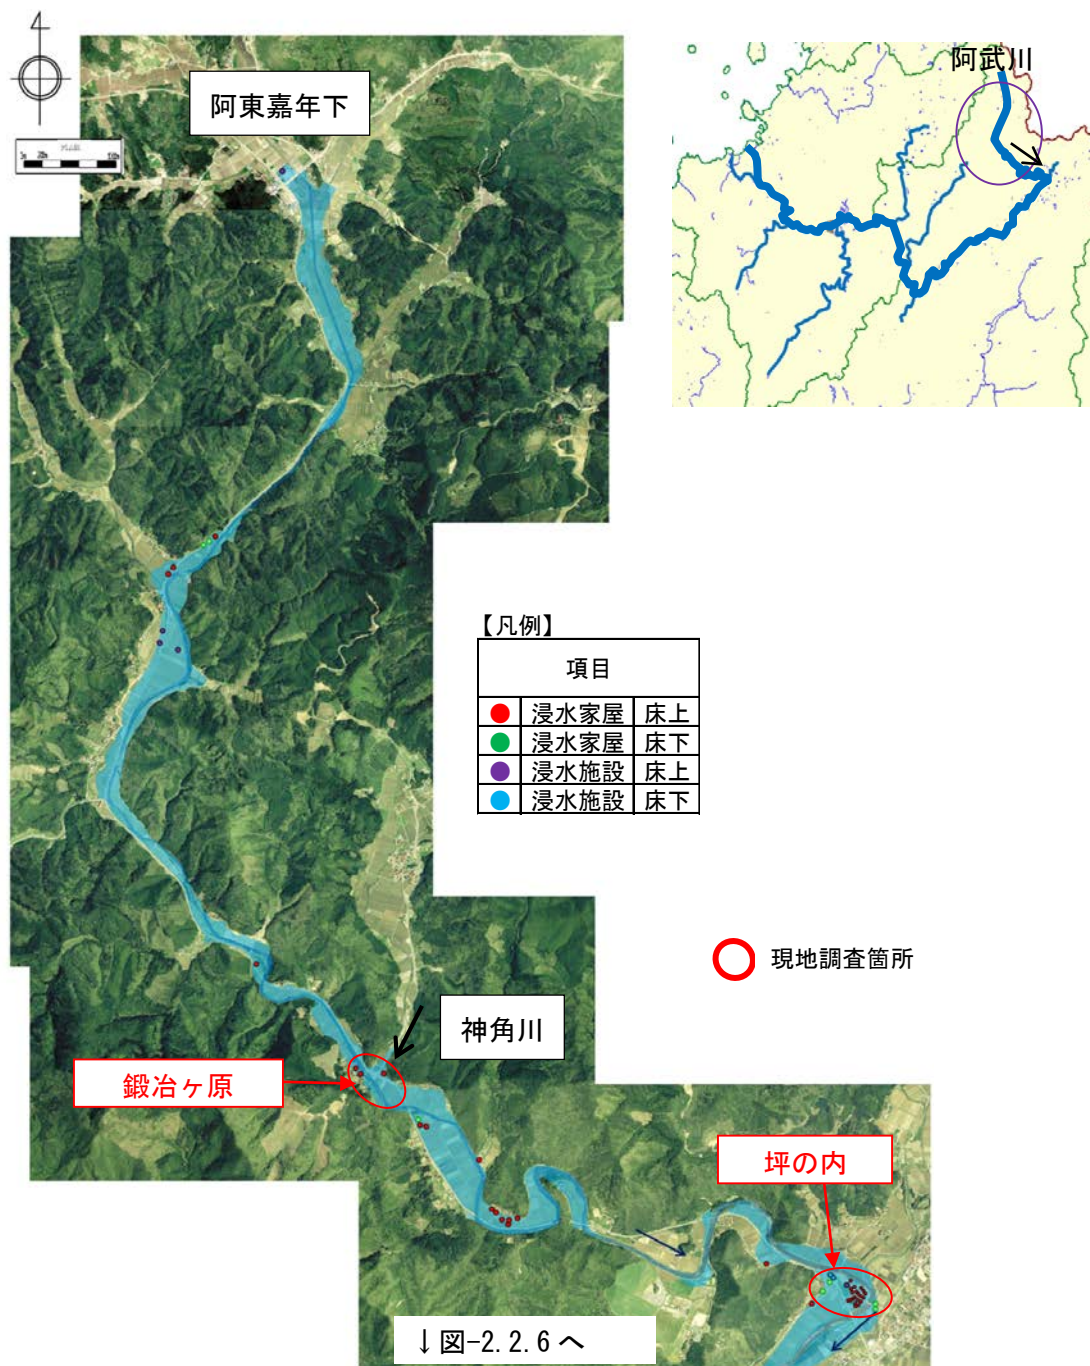 4
阿東嘉年下
阿武川
【凡例】
項目
浸水家屋 床上
浸水家屋 床下
浸水施設 床上
浸水施設 床下
現地調査箇所
神角川
鍛冶ヶ原
坪の内
↓図-2.2.6 へ